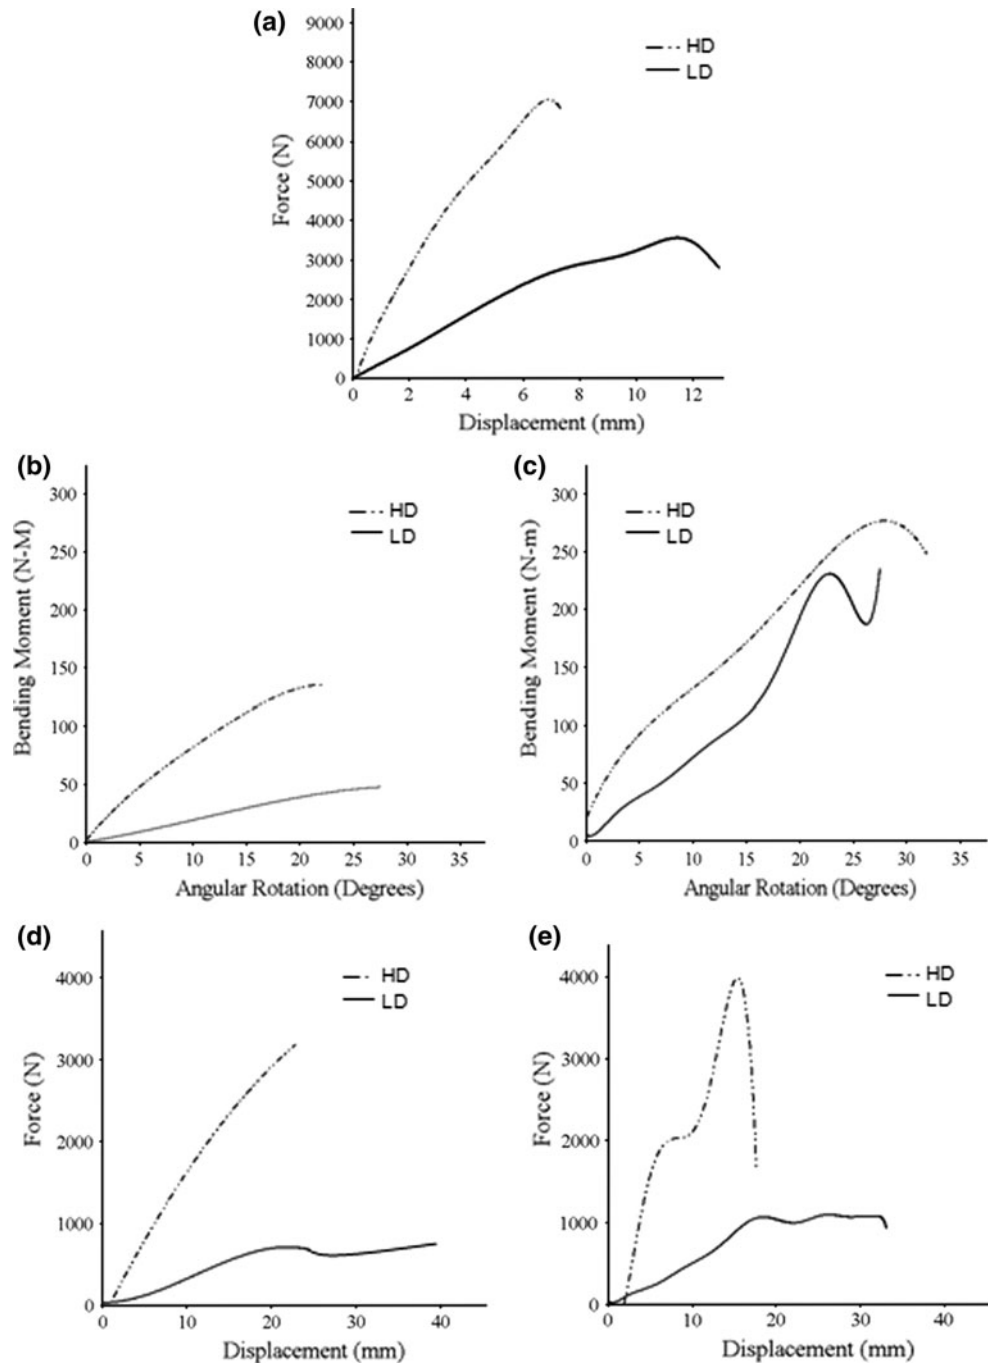 (a)
9000
8000
7000
6000
5000
4000
3000
2000
1000
0
Force (N)
HD
LD
0 2 4 6 8 10 12
Displacement (mm)
(b)
300
250
200
150
100
50
0
Bending Moment (N-M)
HD
LD
0 5 10 15 20 25 30 35
Angular Rotation (Degrees)
(c)
300
250
200
150
100
50
0
Bending Moment (N-m)
HD
LD
0 5 10 15 20 25 30 35
Angular Rotation (Degrees)
(d)
4000
3000
2000
1000
0
Force (N)
HD
LD
0 10 20 30 40
Displacement (mm)
(e)
4000
3000
2000
1000
0
Force (N)
HD
LD
0 10 20 30 40
Displacement (mm)